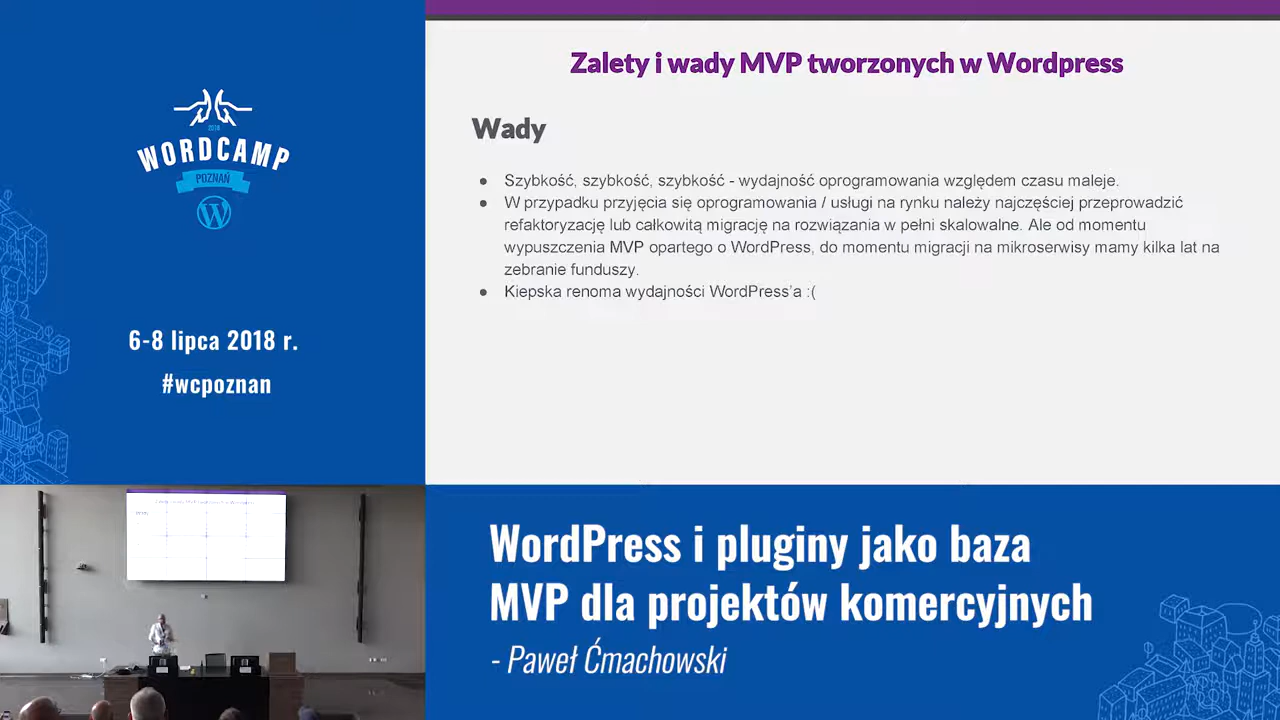 2018
WORDCAMP
POZNAŃ
6-8 lipca 2018 r.
#wcpoznan
Zalety i wady MVP tworzonych w Wordpress
Wady
● Szybkość, szybkość, szybkość - wydajność oprogramowania względem czasu maleje.
● W przypadku przyjęcia się oprogramowania / usługi na rynku należy najczęściej przeprowadzić
refaktoryzację lub całkowitą migrację na rozwiązania w pełni skalowalne. Ale od momentu
wypuszczenia MVP opartego o WordPress, do momentu migracji na mikroserwisy mamy kilka lat na
zebranie funduszy.
● Kiepska renoma wydajności WordPress'a :(
WordPress i pluginy jako baza
MVP dla projektów komercyjnych
- Paweł Ćmachowski